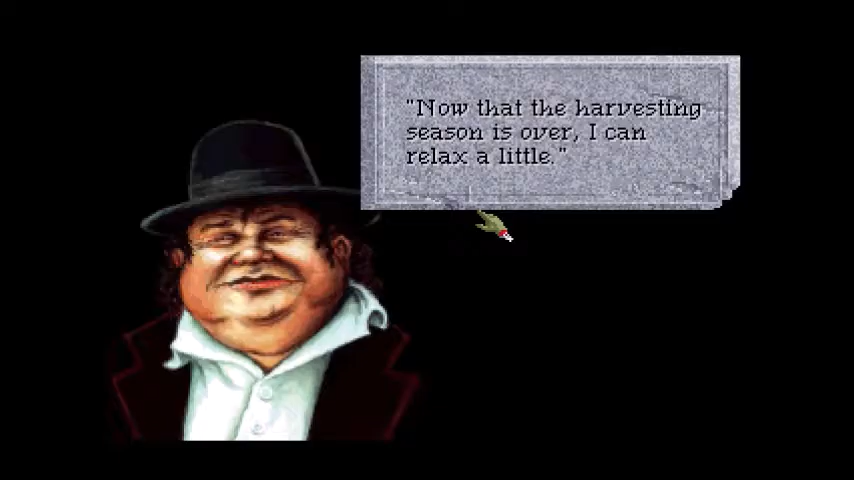 "Now that the harvesting
season is over, I can
relax a little."